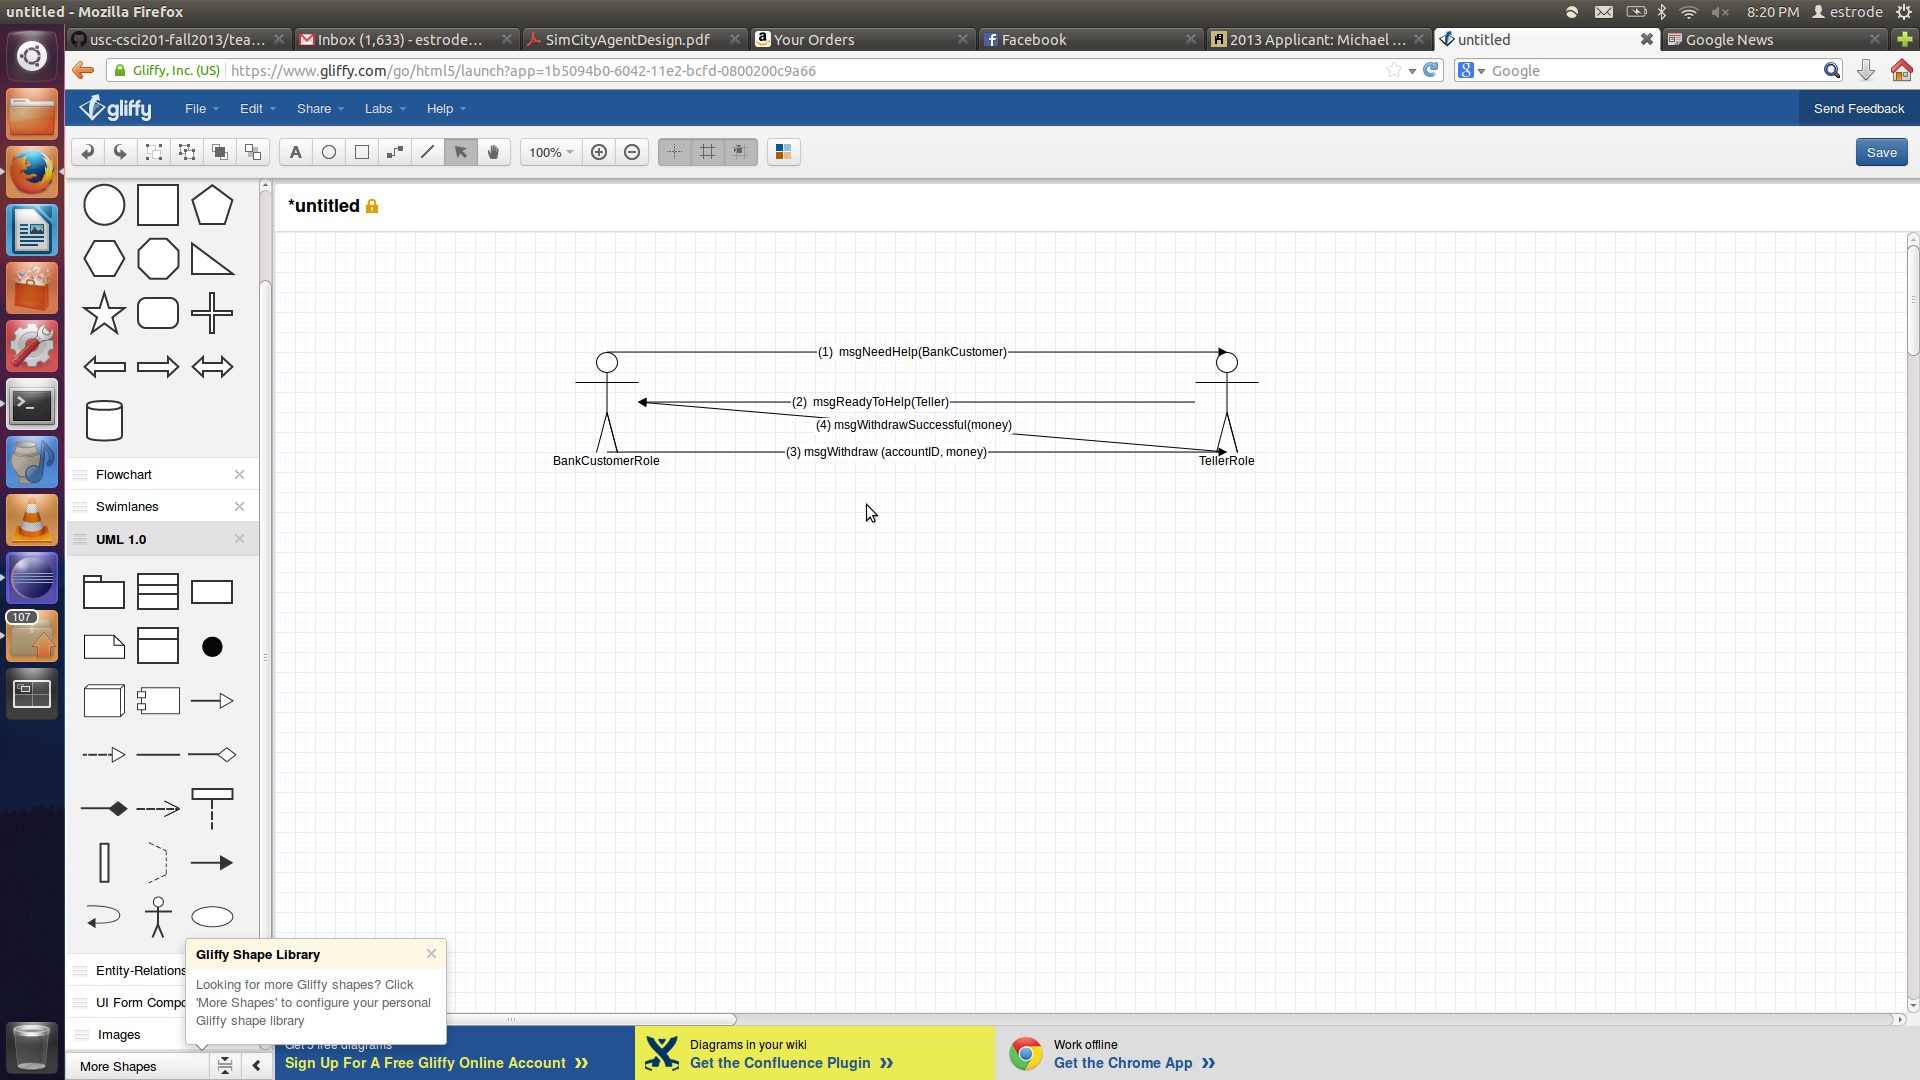 untitled - Mozilla Firefox
8:20 PM estrode
usc-csci201-fall2013/tea...
Inbox (1,633) - estrode...
SimCityAgentDesign.pdf
Your Orders
Facebook
2013 Applicant: Michael ...
untitled
Google News
Gliffy, Inc. (US) https://www.gliffy.com/go/html5/launch?app=1b5094b0-6042-11e2-bcfd-0800200c9a66
Google
gliffy File Edit Share Labs Help Send Feedback
A 100% Save
*untitled
(1) msgNeedHelp(BankCustomer)
(2) msgReadyToHelp(Teller)
(4) msgWithdrawSuccessful(money)
(3) msgWithdraw (accountID, money)
BankCustomerRole
TellerRole
Flowchart
Swimlanes
UML 1.0
107
Gliffy Shape Library
Looking for more Gliffy shapes? Click
'More Shapes' to configure your personal
Gliffy shape library
Entity-Relations
UI Form Compo
Images
More Shapes
Get 5 free diagrams
Sign Up For A Free Gliffy Online Account »
Diagrams in your wiki
Get the Confluence Plugin »
Work offline
Get the Chrome App »